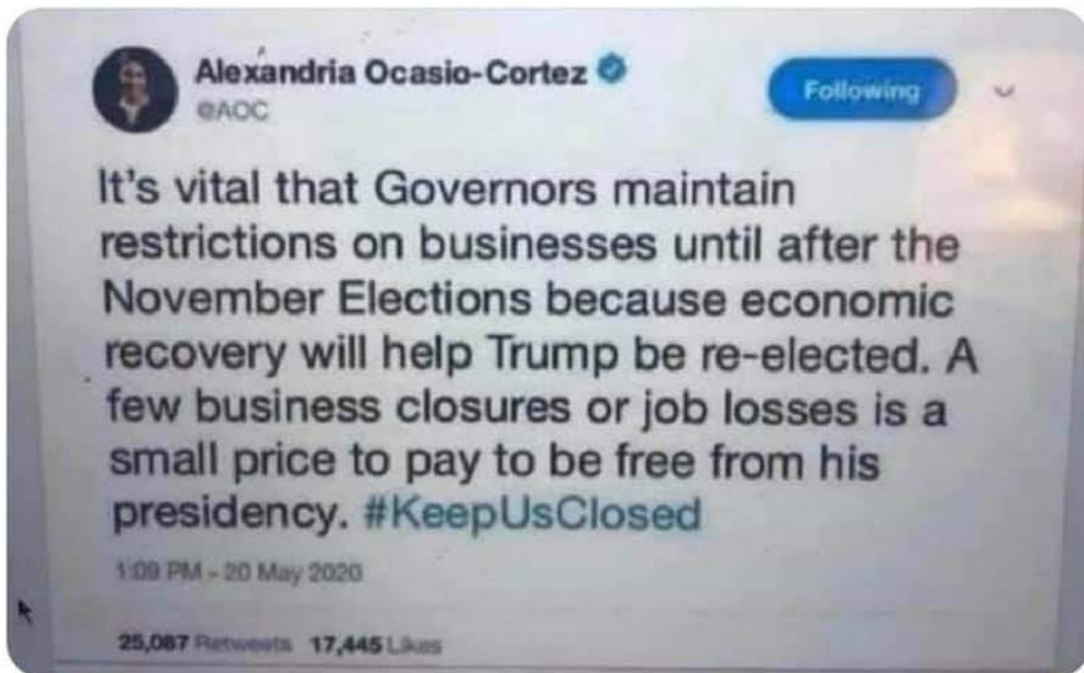 Alexandria Ocasio-Cortez
@AOC
Following
It's vital that Governors maintain
restrictions on businesses until after the
November Elections because economic
recovery will help Trump be re-elected. A
few business closures or job losses is a
small price to pay to be free from his
presidency. #KeepUsClosed
1:09 PM - 20 May 2020
25,087 Retweets 17,445 Likes